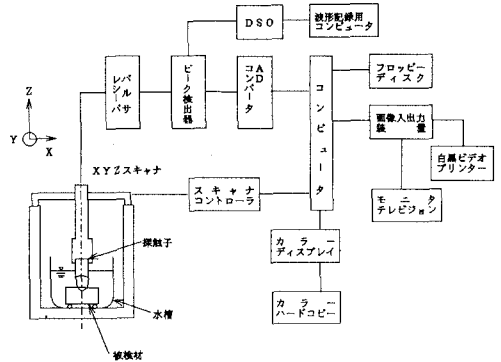 DSO
波形記録用
コンピュータ
パルサ
レシーバ
ピーク検出器
AD
コンバータ
コンピュータ
フロッピー
ディスク
画像入出力
装置
白黒ビデオ
プリンター
モニタ
テレビジョン
Z
Y
X
XYZスキャナ
スキャナ
コントローラ
カラー
ディスプレイ
カラー
ハードコピー
探触子
水槽
被検材